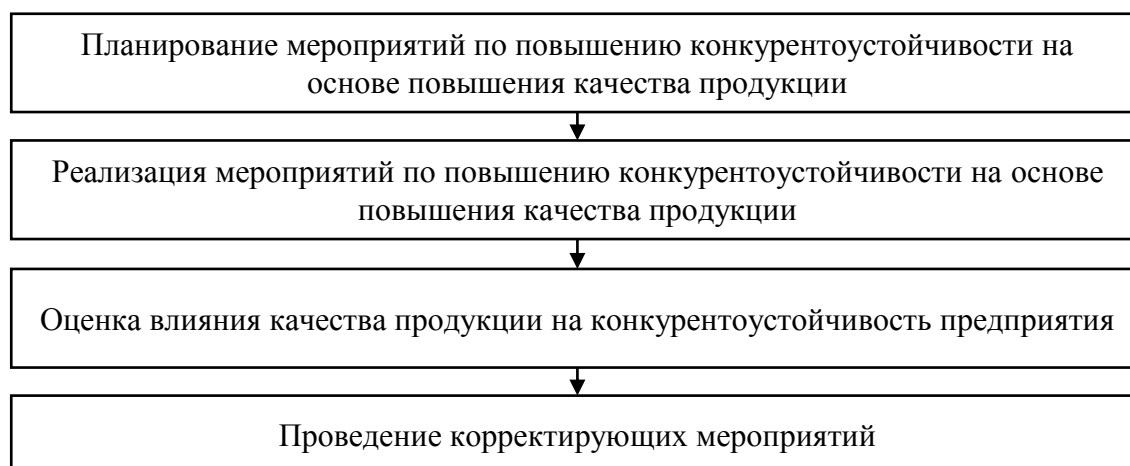 Планирование мероприятий по повышению конкурентоустойчивости на
основе повышения качества продукции
Реализация мероприятий по повышению конкурентоустойчивости на основе
повышения качества продукции
Оценка влияния качества продукции на конкурентоустойчивость предприятия
Проведение корректирующих мероприятий